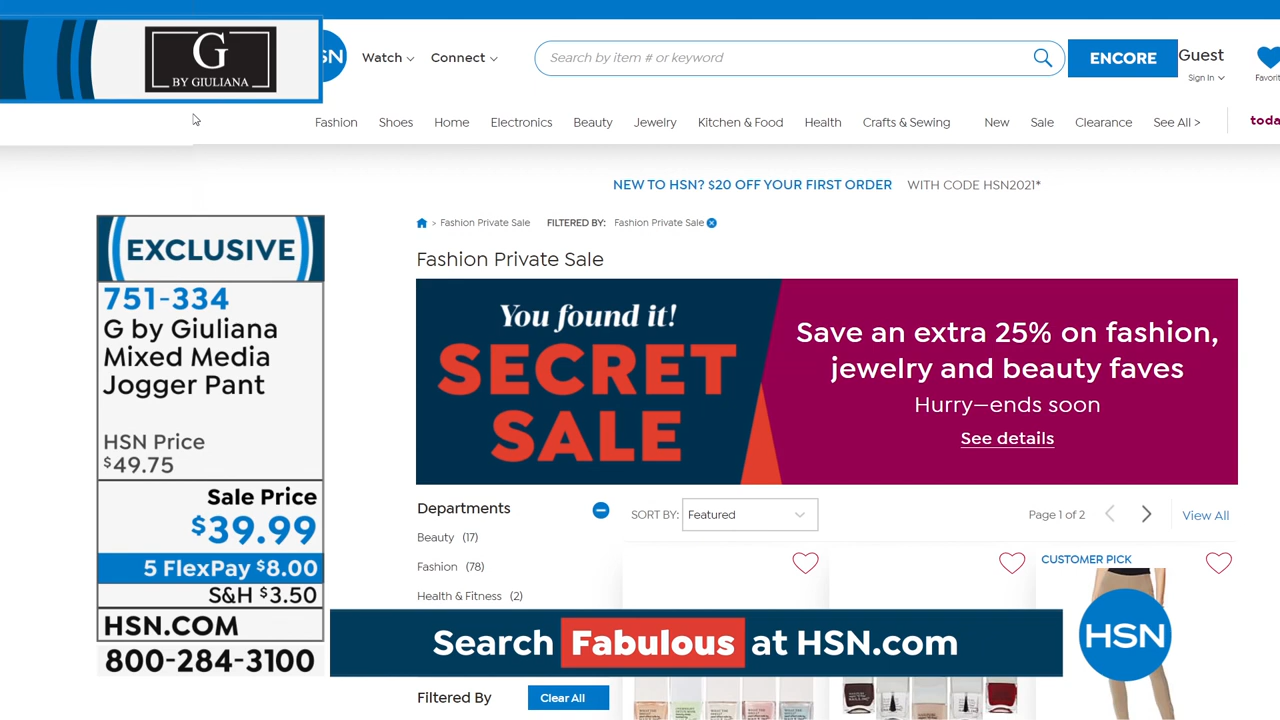 G
BY GIULIANA
SN
Watch
Connect
Search by item # or keyword
ENCORE
Guest
Sign In
Fashion Shoes Home Electronics Beauty Jewelry Kitchen & Food Health Crafts & Sewing New Sale Clearance See All >
NEW TO HSN? $20 OFF YOUR FIRST ORDER WITH CODE HSN2021*
> Fashion Private Sale FILTERED BY: Fashion Private Sale
Fashion Private Sale
EXCLUSIVE
751-334
G by Giuliana
Mixed Media
Jogger Pant
HSN Price
$49.75
Sale Price
$39.99
5 FlexPay $8.00
S&H $3.50
HSN.COM
800-284-3100
You found it!
SECRET
SALE
Save an extra 25% on fashion,
jewelry and beauty faves
Hurry—ends soon
See details
Departments
Beauty (17)
Fashion (78)
Health & Fitness (2)
SORT BY: Featured
Page 1 of 2
View All
CUSTOMER PICK
Search Fabulous at HSN.com
HSN
Filtered By
Clear All